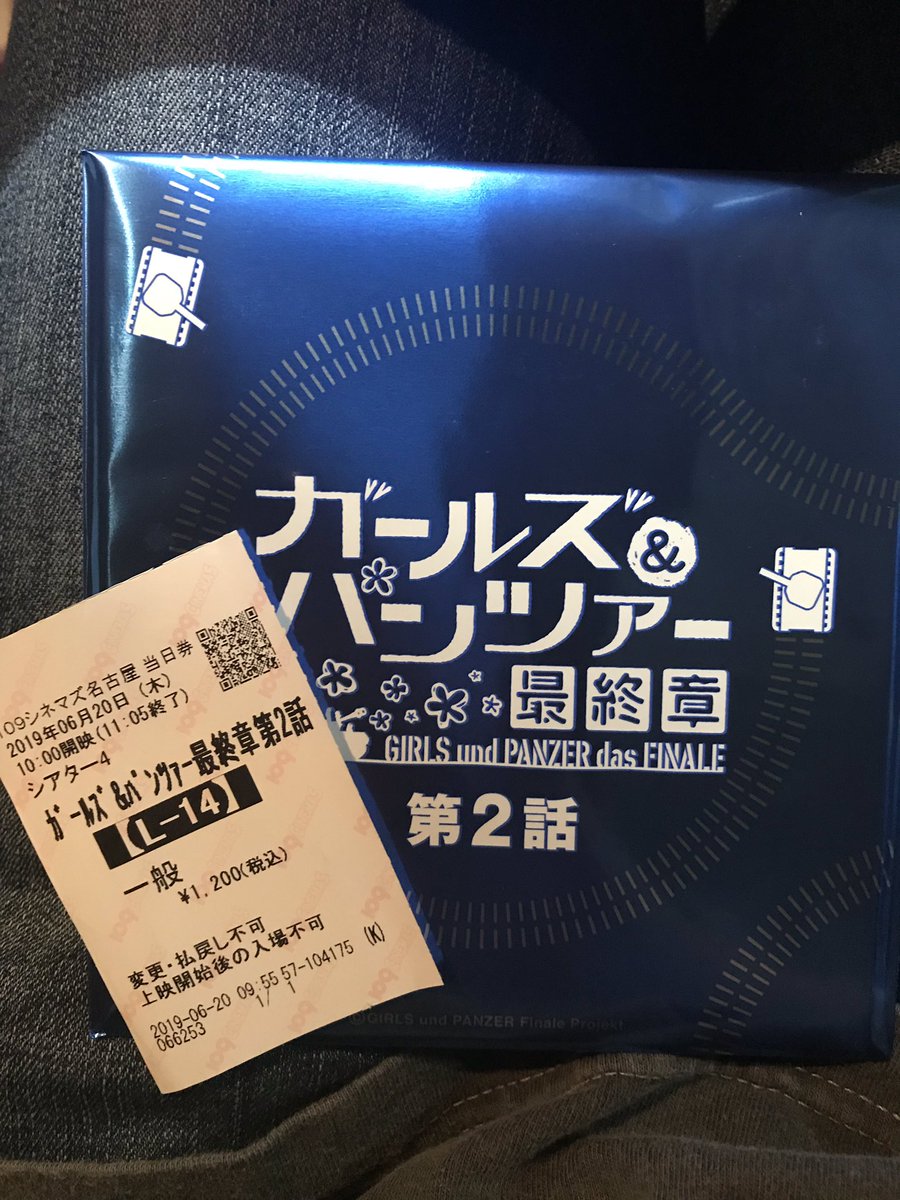 ガールズ&
パンツァー
最終章
GIRLS und PANZER das FINALE
第2話
©GIRLS und PANZER Finale Projekt
109シネマズ名古屋 当日券
2019年06月20日 (木)
10:00開映(11:05終了)
シアター4
ｶﾞｰﾙｽﾞ&ﾊﾟﾝﾂｧｰ最終章第2話
【(L-14)】
一般
¥1,200(税込)
変更・払戻し不可
上映開始後の入場不可
2019-06-20 09:55 57-104175 (K)
066253 1/ 1